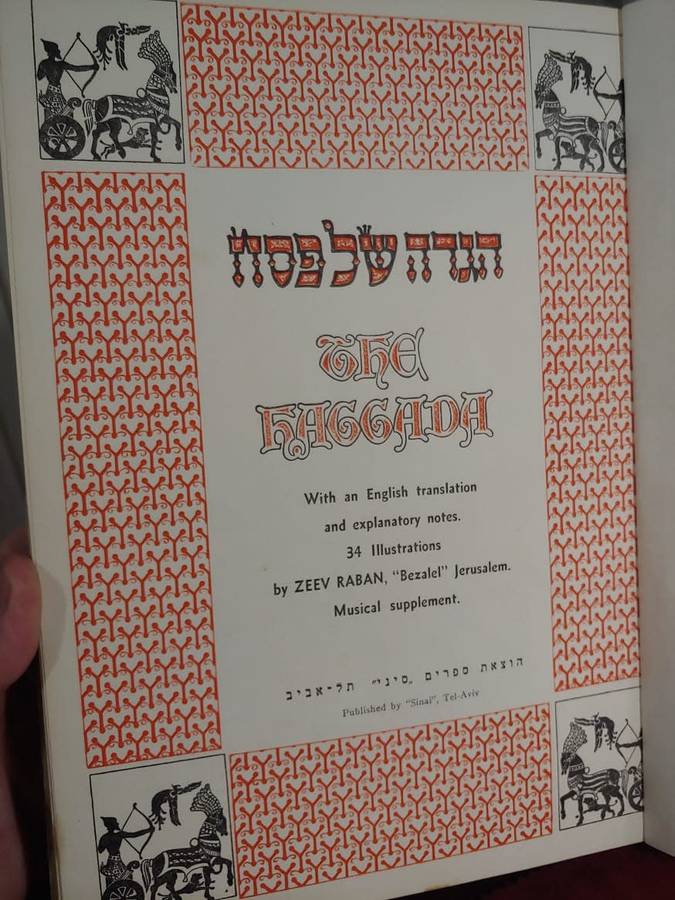 הגדה של פסח
THE
HAGGADA
With an English translation
and explanatory notes.
34 Illustrations
by ZEEV RABAN, "Bezalel" Jerusalem.
Musical supplement.
הוצאת ספרים „סיני” תל-אביב
Published by "Sinai", Tel-Aviv